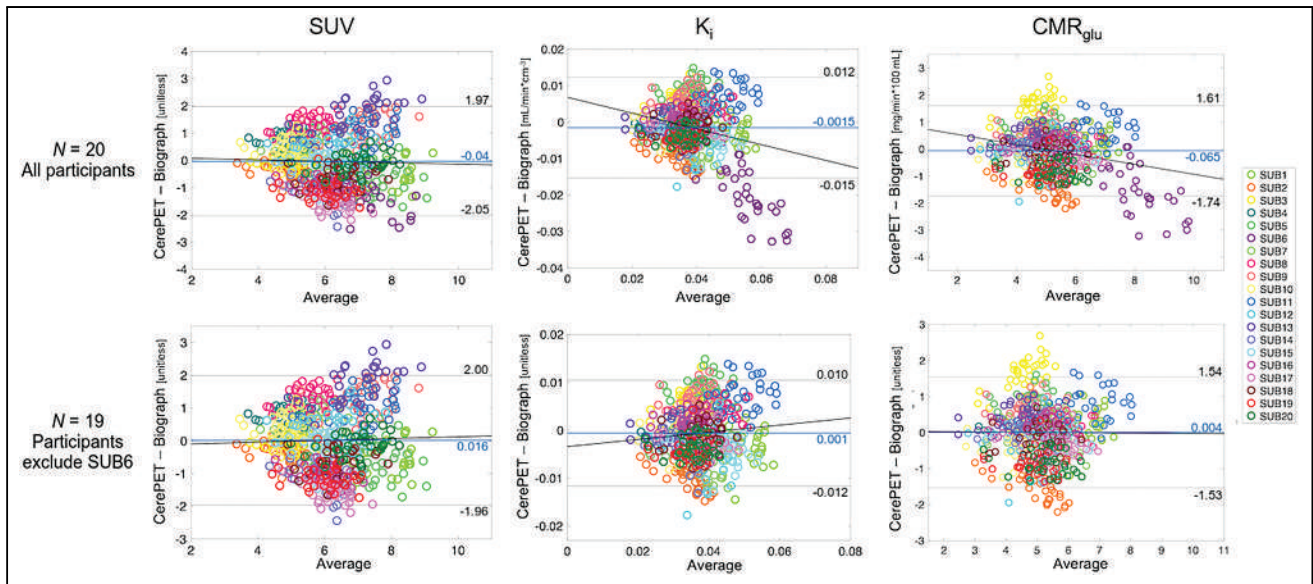 SUV
K_i
CMR_glu
N = 20
All participants
CerePET – Biograph [unitless]
4
3
2
1
0
-1
-2
-3
-4
1.97
-0.04
-2.05
2
4
6
8
10
Average
CerePET – Biograph [mL/min*cm-3]
0.02
0.01
0
-0.01
-0.02
-0.03
-0.04
0.012
-0.0015
-0.015
0.00
0.02
0.04
0.06
0.08
Average
CerePET – Biograph [mg/min*100 mL]
4
3
2
1
0
-1
-2
-3
-4
1.61
-0.065
-1.74
2
4
6
8
10
Average
N = 19
Participants
exclude SUB6
CerePET – Biograph [unitless]
3
2
1
0
-1
-2
-3
2.00
0.016
-1.96
2
4
6
8
10
Average
CerePET – Biograph [unitless]
0.02
0.01
0
-0.01
-0.02
0.010
0.001
-0.012
0
0.02
0.04
0.06
0.08
Average
CerePET – Biograph [unitless]
3
2
1
0
-1
-2
-3
1.54
0.004
-1.53
2
3
4
5
6
7
8
9
10
11
Average
SUB1
SUB2
SUB3
SUB4
SUB5
SUB6
SUB7
SUB8
SUB9
SUB10
SUB11
SUB12
SUB13
SUB14
SUB15
SUB16
SUB17
SUB18
SUB19
SUB20